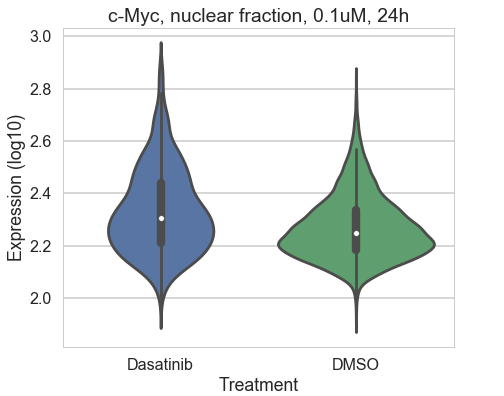 c-Myc, nuclear fraction, 0.1uM, 24h
3.0
2.8
2.6
2.4
2.2
2.0
Expression (log10)
Dasatinib
DMSO
Treatment